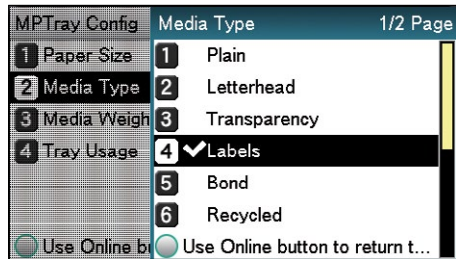 MPTray Config
1 Paper Size
2 Media Type
3 Media Weigh
4 Tray Usage
Use Online b
Media Type 1/2 Page
1 Plain
2 Letterhead
3 Transparency
4 Labels
5 Bond
6 Recycled
Use Online button to return t...